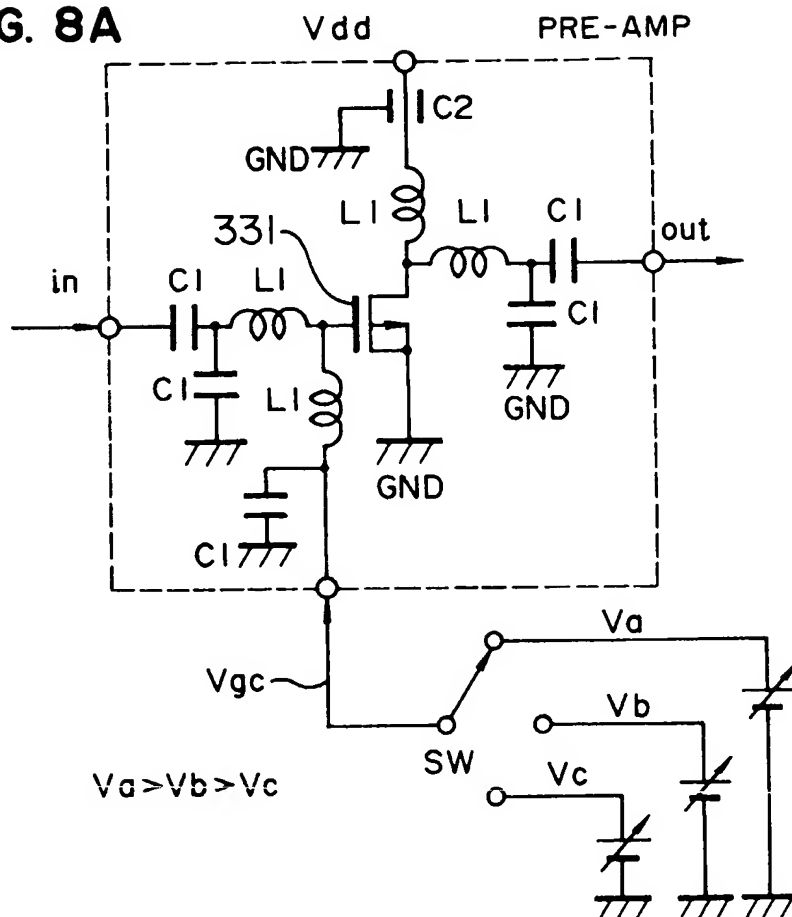 G. 8A
Vdd
PRE-AMP
C2
GND
L1
L1
C1
out
331
in
C1
L1
C1
C1
L1
GND
GND
C1
Va
Vgc
Vb
SW
Va>Vb>Vc
Vc